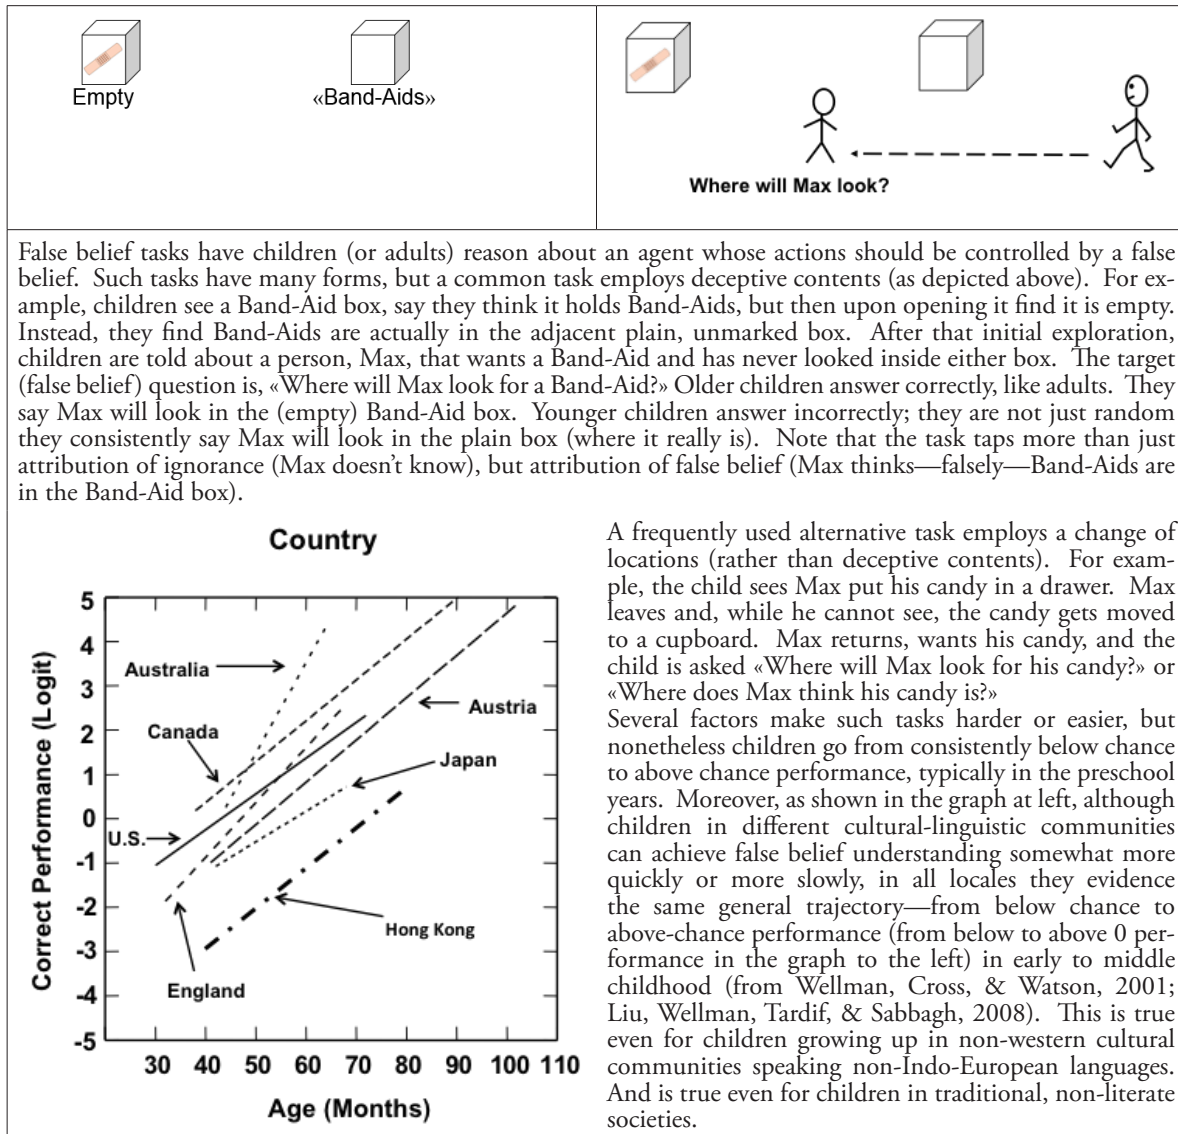 Empty
«Band-Aids»
Where will Max look?
False belief tasks have children (or adults) reason about an agent whose actions should be controlled by a false
belief. Such tasks have many forms, but a common task employs deceptive contents (as depicted above). For ex-
ample, children see a Band-Aid box, say they think it holds Band-Aids, but then upon opening it find it is empty.
Instead, they find Band-Aids are actually in the adjacent plain, unmarked box. After that initial exploration,
children are told about a person, Max, that wants a Band-Aid and has never looked inside either box. The target
(false belief) question is, «Where will Max look for a Band-Aid?» Older children answer correctly, like adults. They
say Max will look in the (empty) Band-Aid box. Younger children answer incorrectly; they are not just random
they consistently say Max will look in the plain box (where it really is). Note that the task taps more than just
attribution of ignorance (Max doesn't know), but attribution of false belief (Max thinks—falsely—Band-Aids are
in the Band-Aid box).
Country
5
4
3
2
1
0
-1
-2
-3
-4
-5
Correct Performance (Logit)
Australia
Canada
U.S.
England
Austria
Japan
Hong Kong
30 40 50 60 70 80 90 100 110
Age (Months)
A frequently used alternative task employs a change of
locations (rather than deceptive contents). For exam-
ple, the child sees Max put his candy in a drawer. Max
leaves and, while he cannot see, the candy gets moved
to a cupboard. Max returns, wants his candy, and the
child is asked «Where will Max look for his candy?» or
«Where does Max think his candy is?»
Several factors make such tasks harder or easier, but
nonetheless children go from consistently below chance
to above chance performance, typically in the preschool
years. Moreover, as shown in the graph at left, although
children in different cultural-linguistic communities
can achieve false belief understanding somewhat more
quickly or more slowly, in all locales they evidence
the same general trajectory—from below chance to
above-chance performance (from below to above 0 per-
formance in the graph to the left) in early to middle
childhood (from Wellman, Cross, & Watson, 2001;
Liu, Wellman, Tardif, & Sabbagh, 2008). This is true
even for children growing up in non-western cultural
communities speaking non-Indo-European languages.
And is true even for children in traditional, non-literate
societies.